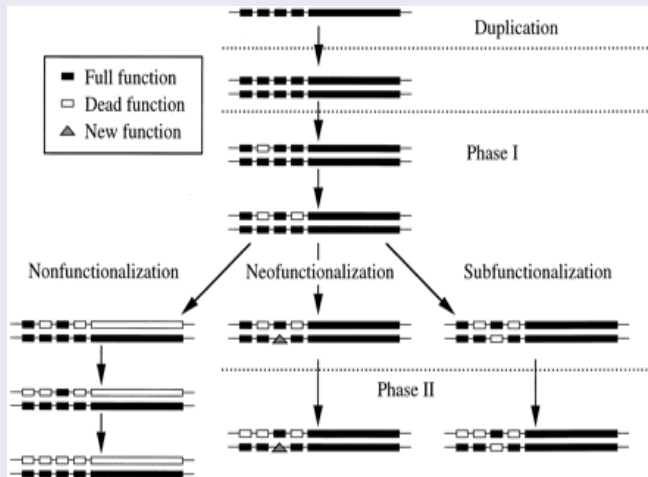 Duplication
Full function
Dead function
New function
Phase I
Nonfunctionalization
Neofunctionalization
Subfunctionalization
Phase II